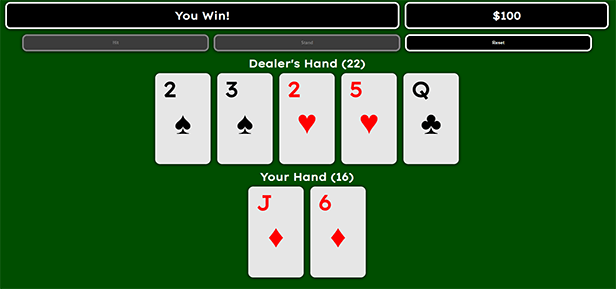 You Win!
$100
Hit
Stand
Reset
Dealer's Hand (22)
2
3
2
5
Q
Your Hand (16)
J
6